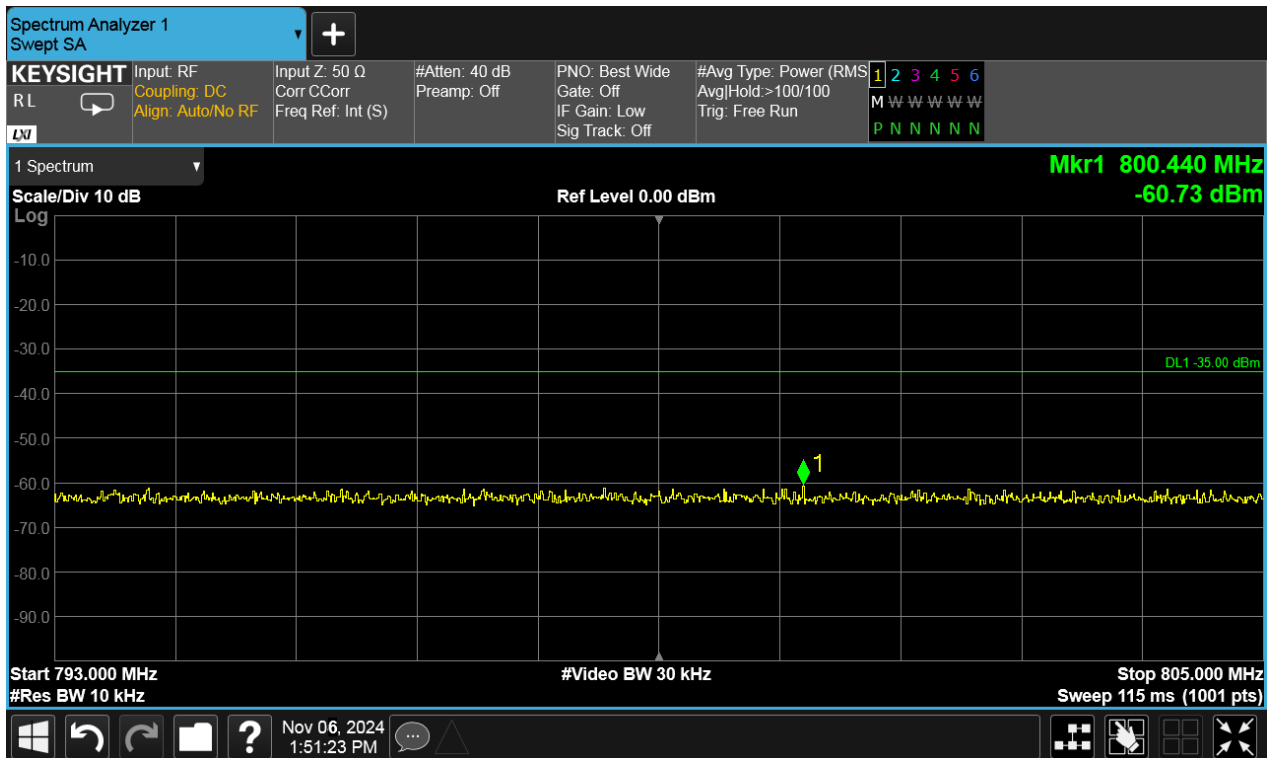 Spectrum Analyzer 1
Swept SA
KEYSIGHT
RL
LXI
Input: RF
Coupling: DC
Align: Auto/No RF
Input Z: 50 Ω
Corr CCorr
Freq Ref: Int (S)
#Atten: 40 dB
Preamp: Off
PNO: Best Wide
Gate: Off
IF Gain: Low
Sig Track: Off
#Avg Type: Power (RMS
Avg|Hold:>100/100
Trig: Free Run
1 2 3 4 5 6
M W W W W W
P N N N N N
1 Spectrum
Mkr1 800.440 MHz
-60.73 dBm
Scale/Div 10 dB
Ref Level 0.00 dBm
Log
-10.0
-20.0
-30.0
DL1 -35.00 dBm
-40.0
-50.0
1
-60.0
-70.0
-80.0
-90.0
Start 793.000 MHz
#Video BW 30 kHz
Stop 805.000 MHz
#Res BW 10 kHz
Sweep 115 ms (1001 pts)
?
Nov 06, 2024
1:51:23 PM